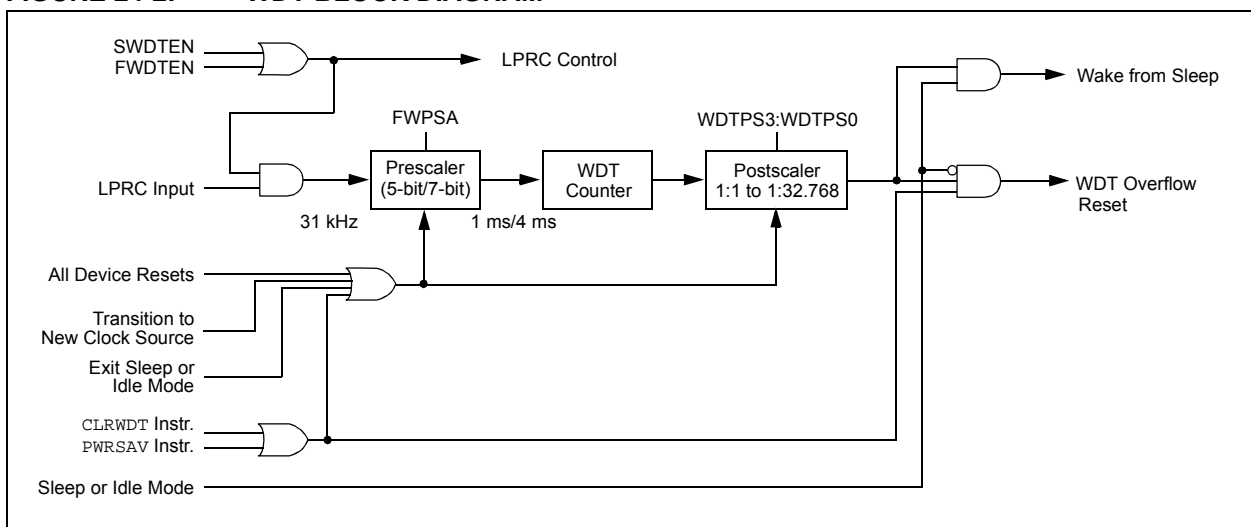 SWDTEN
FWDTEN
LPRC Control
Wake from Sleep
FWPSA
WDTPS3:WDTPS0
LPRC Input
Prescaler
(5-bit/7-bit)
WDT
Counter
Postscaler
1:1 to 1:32.768
WDT Overflow
Reset
31 kHz
1 ms/4 ms
All Device Resets
Transition to
New Clock Source
Exit Sleep or
Idle Mode
CLRWDT Instr.
PWRSAV Instr.
Sleep or Idle Mode